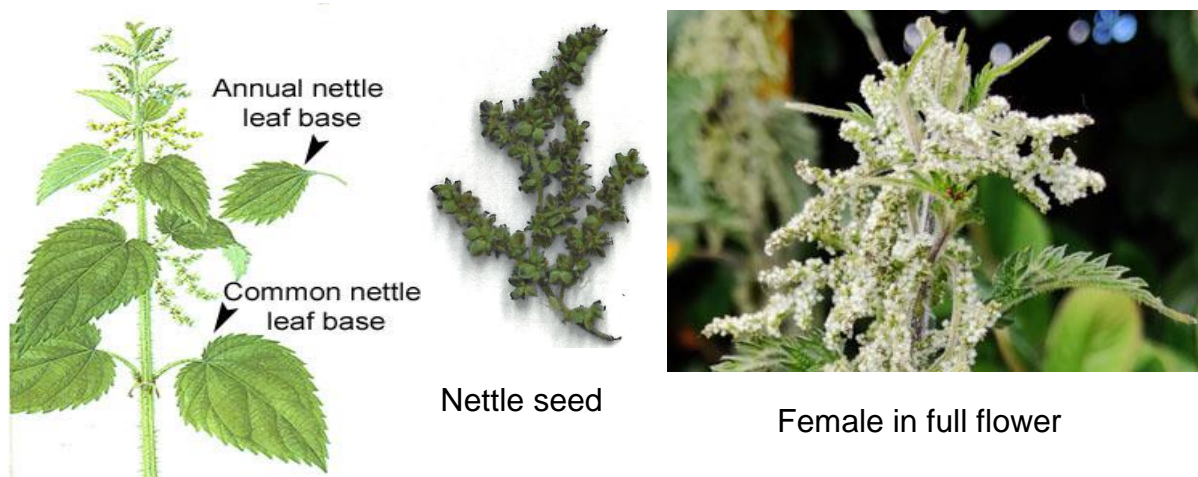 Annual nettle
leaf base
Common nettle
leaf base
Nettle seed
Female in full flower